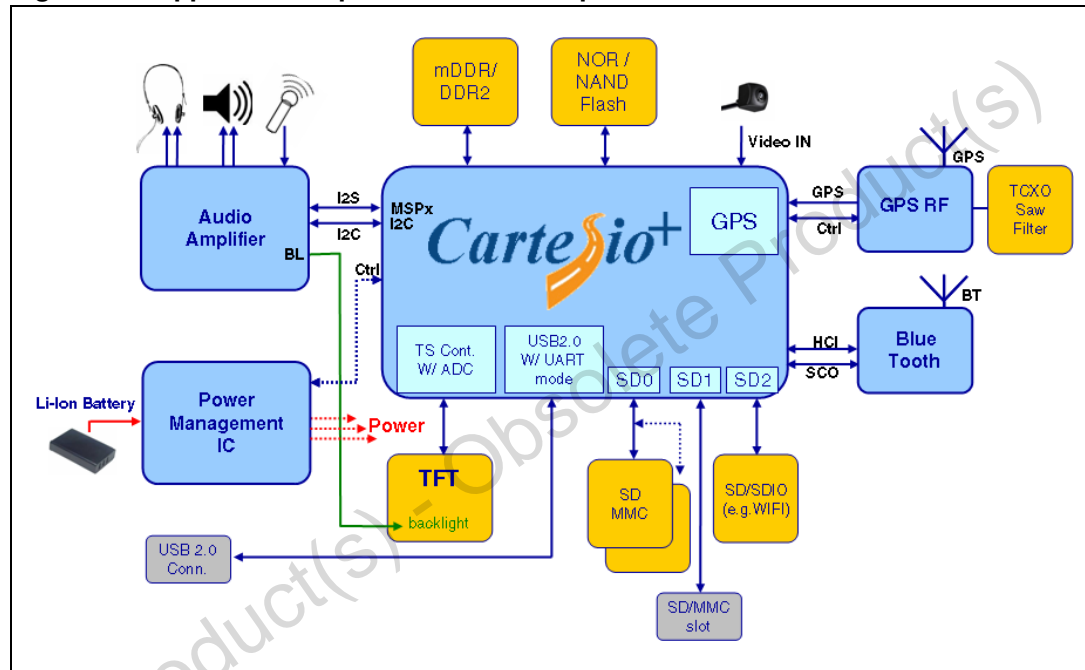 mDDR/
DDR2
NOR /
NAND
Flash
Video IN
GPS
Audio
Amplifier
BL
I2S
I2C
MSPx
I2C
Cartesio+
GPS
GPS
Ctrl
GPS RF
TCXO
Saw
Filter
Ctrl
BT
HCI
SCO
Blue
Tooth
TS Cont.
W/ ADC
USB2.0
W/ UART
mode
SD0
SD1
SD2
Li-Ion Battery
Power
Management
IC
Power
TFT
backlight
SD
MMC
SD/SDIO
(e.g.WIFI)
USB 2.0
Conn.
SD/MMC
slot
oduct(s) - Obsolete Product(s)